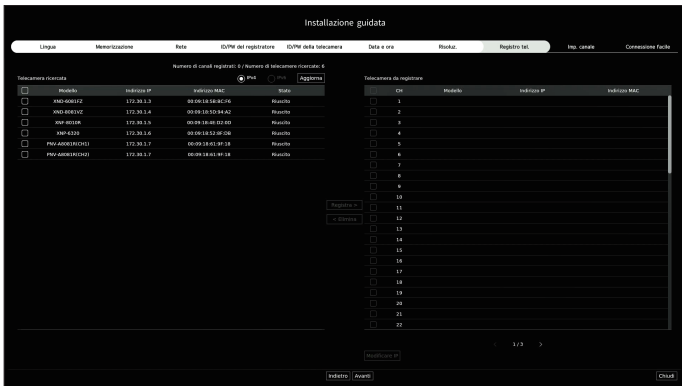 Installazione guidata
Lingua Memorizzazione Rete ID/PW del registratore ID/PW della telecamera Data e ora Risoluz. Registro tel. Imp. canale Connessione facile
Numero di canali registrati: 0 / Numero di telecamere ricercate: 6
Telecamera ricercata IPv4 IPv6 Aggiorna Telecamera da registrare
Modello Indirizzo IP Indirizzo MAC Stato CH Modello Indirizzo IP Indirizzo MAC
XND-6081FZ 172.30.1.3 00:09:18:5B:BC:F6 Riuscito 1
XND-6081VZ 172.30.1.4 00:09:18:5D:94:A2 Riuscito 2
XNF-8010R 172.30.1.5 00:09:18:4E:D2:0D Riuscito 3
XNP-6320 172.30.1.6 00:09:18:52:8F:DB Riuscito 4
PNV-A8081R(CH1) 172.30.1.7 00:09:18:61:9F:18 Riuscito 5
PNV-A8081R(CH2) 172.30.1.7 00:09:18:61:9F:18 Riuscito 6
7
8
9
10
Registra > 11
< Elimina 12
13
14
15
16
17
18
19
20
21
22
< 1/3 >
Modificare IP
Indietro Avanti Chiudi